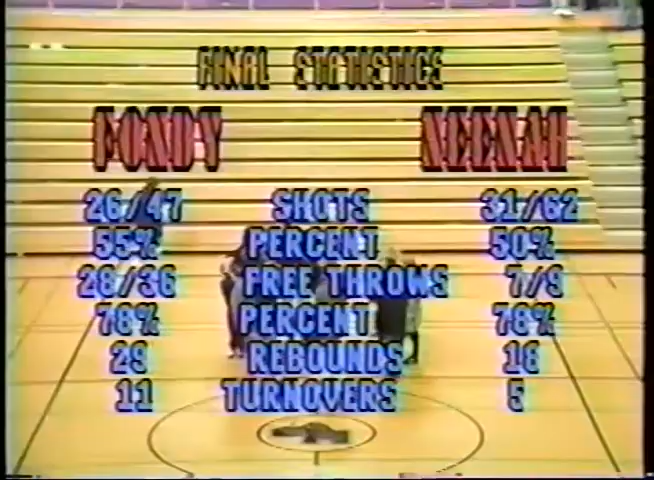 FINAL STATISTICS
FONDY NEENAH
26/47 SHOTS 31/62
55% PERCENT 50%
28/36 FREE THROWS 7/9
78% PERCENT 78%
29 REBOUNDS 18
11 TURNOVERS 5